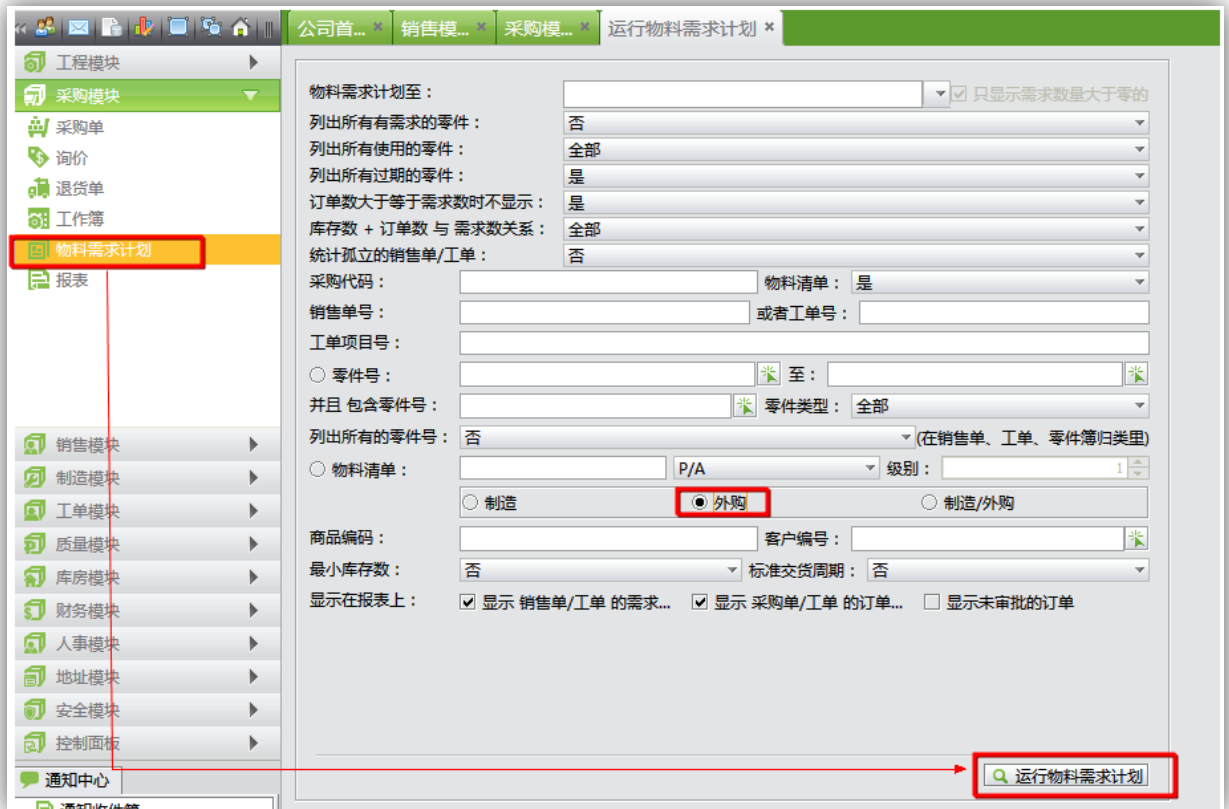 公司首... × 销售模... × 采购模... × 运行物料需求计划 ×
工程模块
采购模块
采购单
询价
退货单
工作簿
物料需求计划
报表
销售模块
制造模块
工单模块
质量模块
库房模块
财务模块
人事模块
地址模块
安全模块
控制面板
通知中心
通知收件箱
物料需求计划至： 只显示需求数量大于零的
列出所有有需求的零件： 否
列出所有使用的零件： 全部
列出所有过期的零件： 是
订单数大于等于需求数时不显示： 是
库存数 + 订单数 与 需求数关系： 全部
统计孤立的销售单/工单： 否
采购代码： 物料清单： 是
销售单号： 或者工单号：
工单项目号：
零件号： 至：
并且 包含零件号： 零件类型： 全部
列出所有的零件号： 否 (在销售单、工单、零件簿归类里)
物料清单： P/A 级别： 1
制造 外购 制造/外购
商品编码： 客户编号：
最小库存数： 否 标准交货周期： 否
显示在报表上： 显示 销售单/工单 的需求... 显示 采购单/工单 的订单... 显示未审批的订单
运行物料需求计划